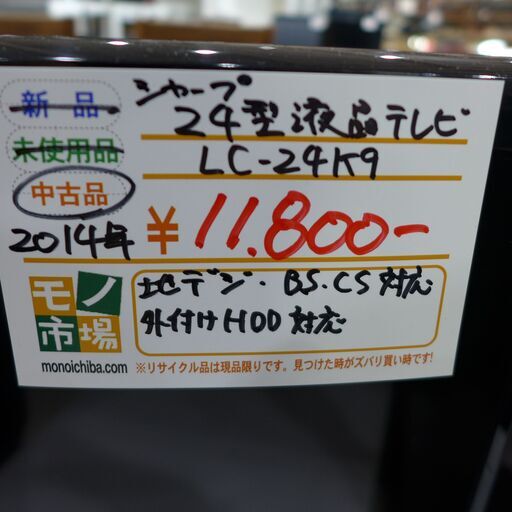 新品
シャープ
24型液晶テレビ
未使用品
LC-24K9
中古品
2014年
¥11.800-
モノ市場
monoichiba.com
地デジ・BS.CS対応
外付けHDD対応
※リサイクル品は現品限りです。見つけた時がズバリ買い時です!